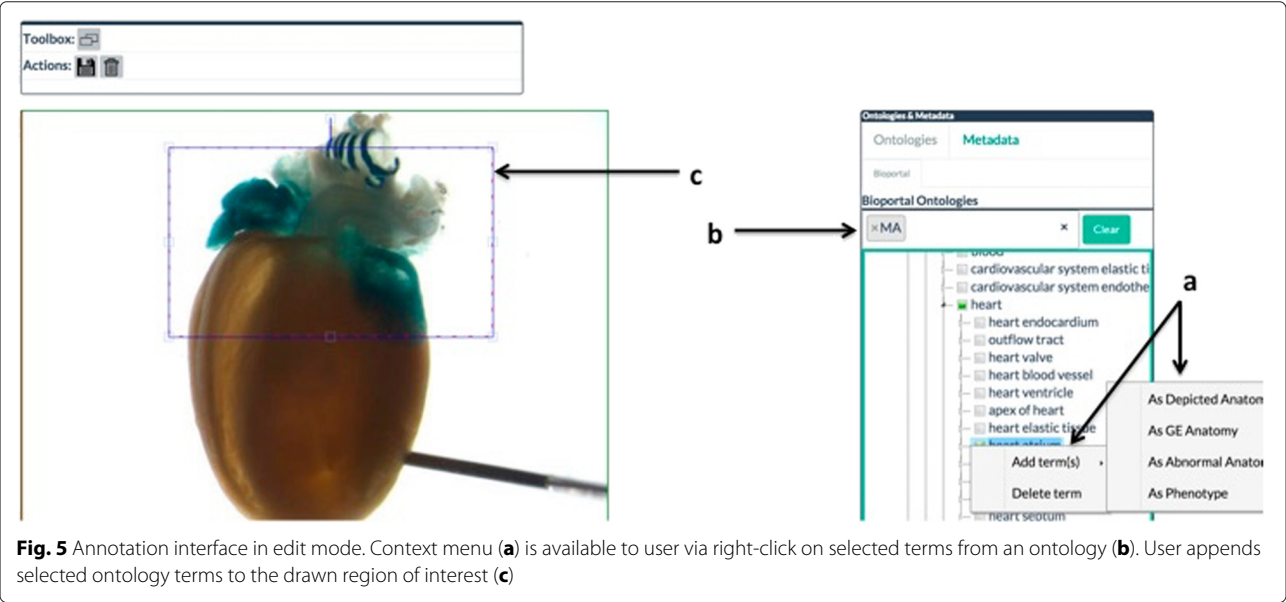 Toolbox:
Actions:
c
b
a
Ontologies & Metadata
Ontologies Metadata
Bioportal
Bioportal Ontologies
×MA × Clear
blood
cardiovascular system elastic ti
cardiovascular system endothe
heart
heart endocardium
outflow tract
heart valve
heart blood vessel
heart ventricle
apex of heart
heart elastic tissue
heart atrium
Add term(s)
Delete term
heart septum
As Depicted Anatom
As GE Anatomy
As Abnormal Anato
As Phenotype
Fig. 5 Annotation interface in edit mode. Context menu (a) is available to user via right-click on selected terms from an ontology (b). User appends
selected ontology terms to the drawn region of interest (c)